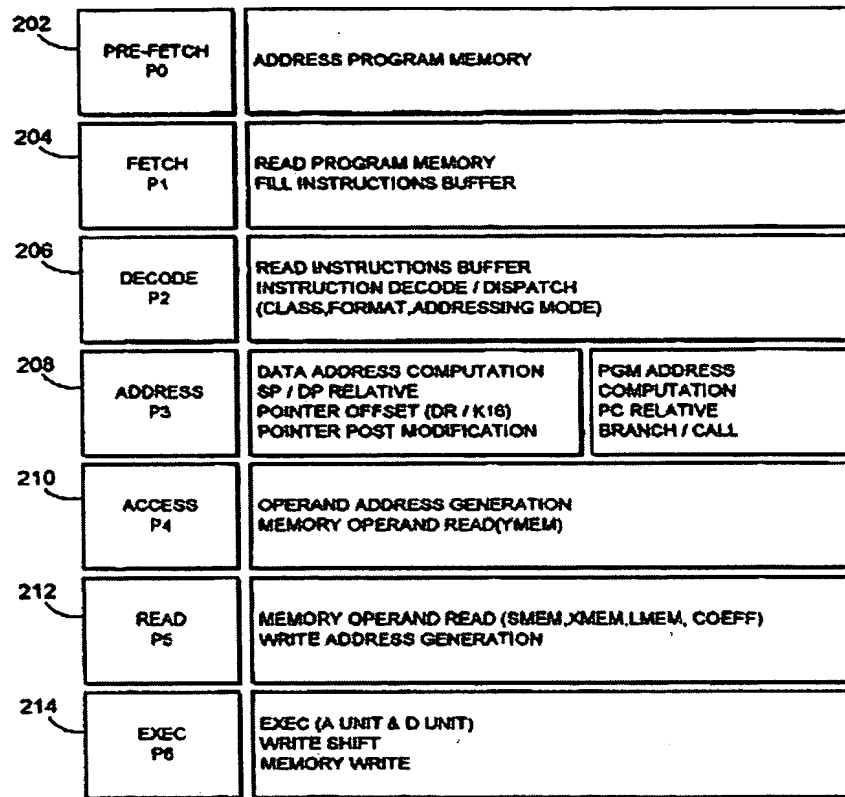 202
PRE-FETCH
P0
ADDRESS PROGRAM MEMORY
204
FETCH
P1
READ PROGRAM MEMORY
FILL INSTRUCTIONS BUFFER
206
DECODE
P2
READ INSTRUCTIONS BUFFER
INSTRUCTION DECODE / DISPATCH
(CLASS,FORMAT,ADDRESSING MODE)
208
ADDRESS
P3
DATA ADDRESS COMPUTATION
SP / DP RELATIVE
POINTER OFFSET (DR / K16)
POINTER POST MODIFICATION
PGM ADDRESS
COMPUTATION
PC RELATIVE
BRANCH / CALL
210
ACCESS
P4
OPERAND ADDRESS GENERATION
MEMORY OPERAND READ(YMEM)
212
READ
P5
MEMORY OPERAND READ (SMEM,XMEM,LMEM, COEFF)
WRITE ADDRESS GENERATION
214
EXEC
P6
EXEC (A UNIT & D UNIT)
WRITE SHIFT
MEMORY WRITE